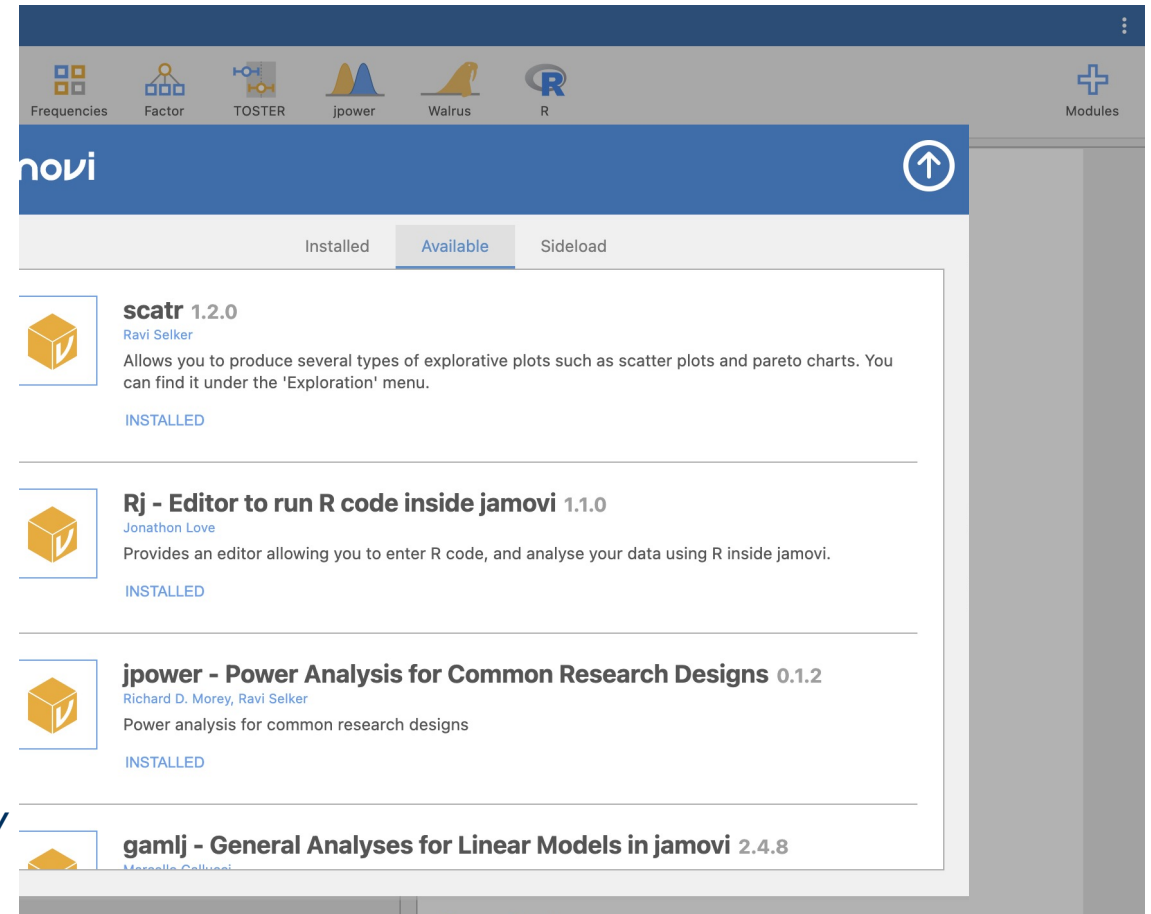 Frequencies Factor TOSTER jpower Walrus R Modules
movi
Installed Available Sideload
scatr 1.2.0
Ravi Selker
Allows you to produce several types of explorative plots such as scatter plots and pareto charts. You
can find it under the 'Exploration' menu.
INSTALLED
Rj - Editor to run R code inside jamovi 1.1.0
Jonathon Love
Provides an editor allowing you to enter R code, and analyse your data using R inside jamovi.
INSTALLED
jpower - Power Analysis for Common Research Designs 0.1.2
Richard D. Morey, Ravi Selker
Power analysis for common research designs
INSTALLED
gamlj - General Analyses for Linear Models in jamovi 2.4.8